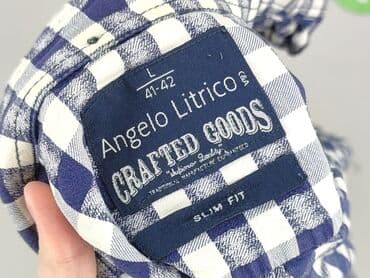 L
41-42
Angelo Litrico
CRAFTED GOODS
SLIM FIT